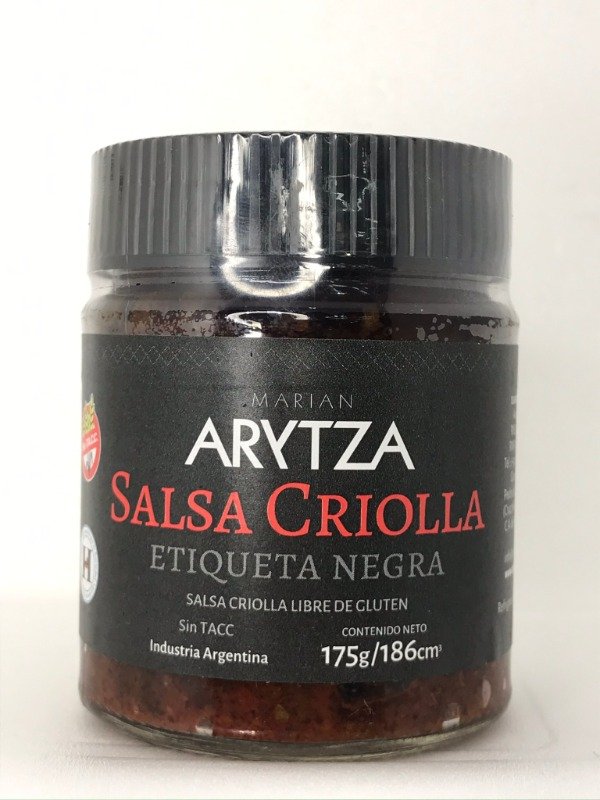 MARIAN
ARYTZA
SALSA CRIOLLA
ETIQUETA NEGRA
SALSA CRIOLLA LIBRE DE GLUTEN
Sin TACC
Industria Argentina
CONTENIDO NETO
175g/186cm³
H